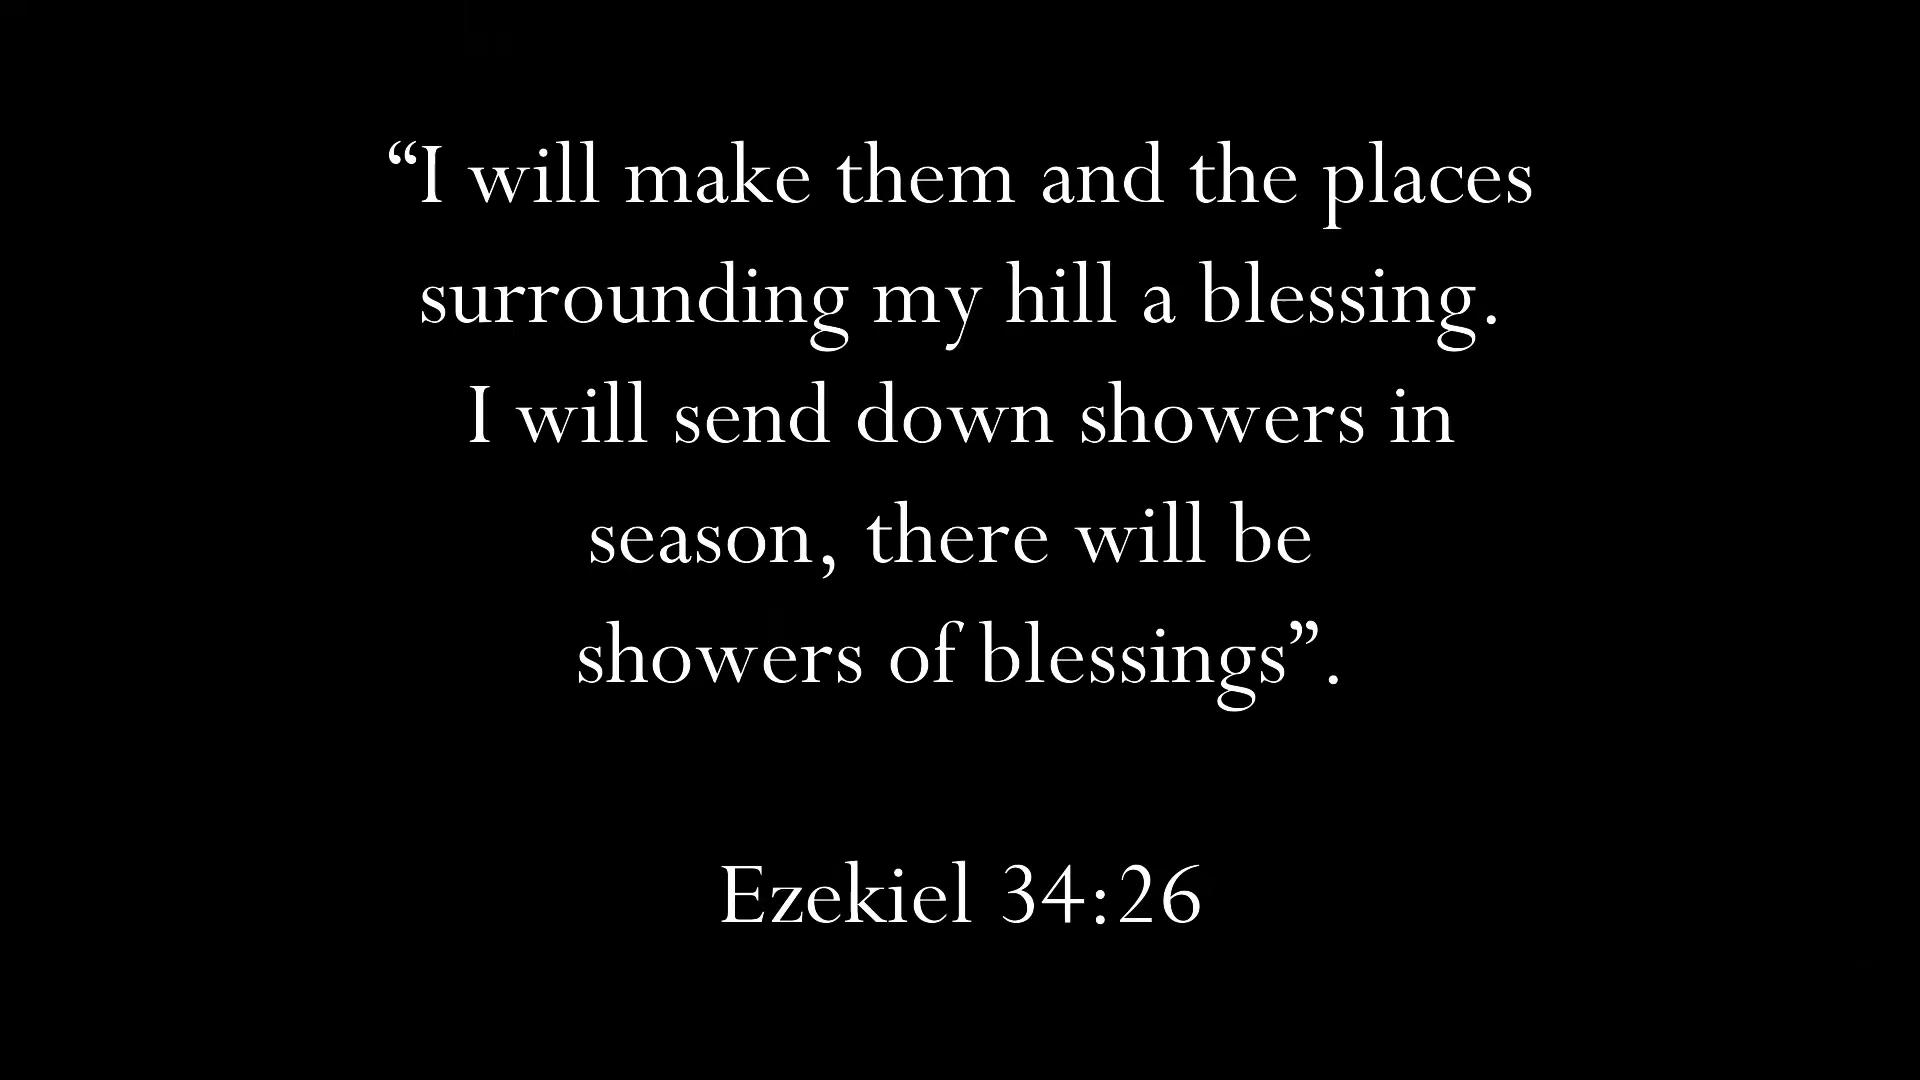 “I will make them and the places
surrounding my hill a blessing.
I will send down showers in
season, there will be
showers of blessings”.
Ezekiel 34:26